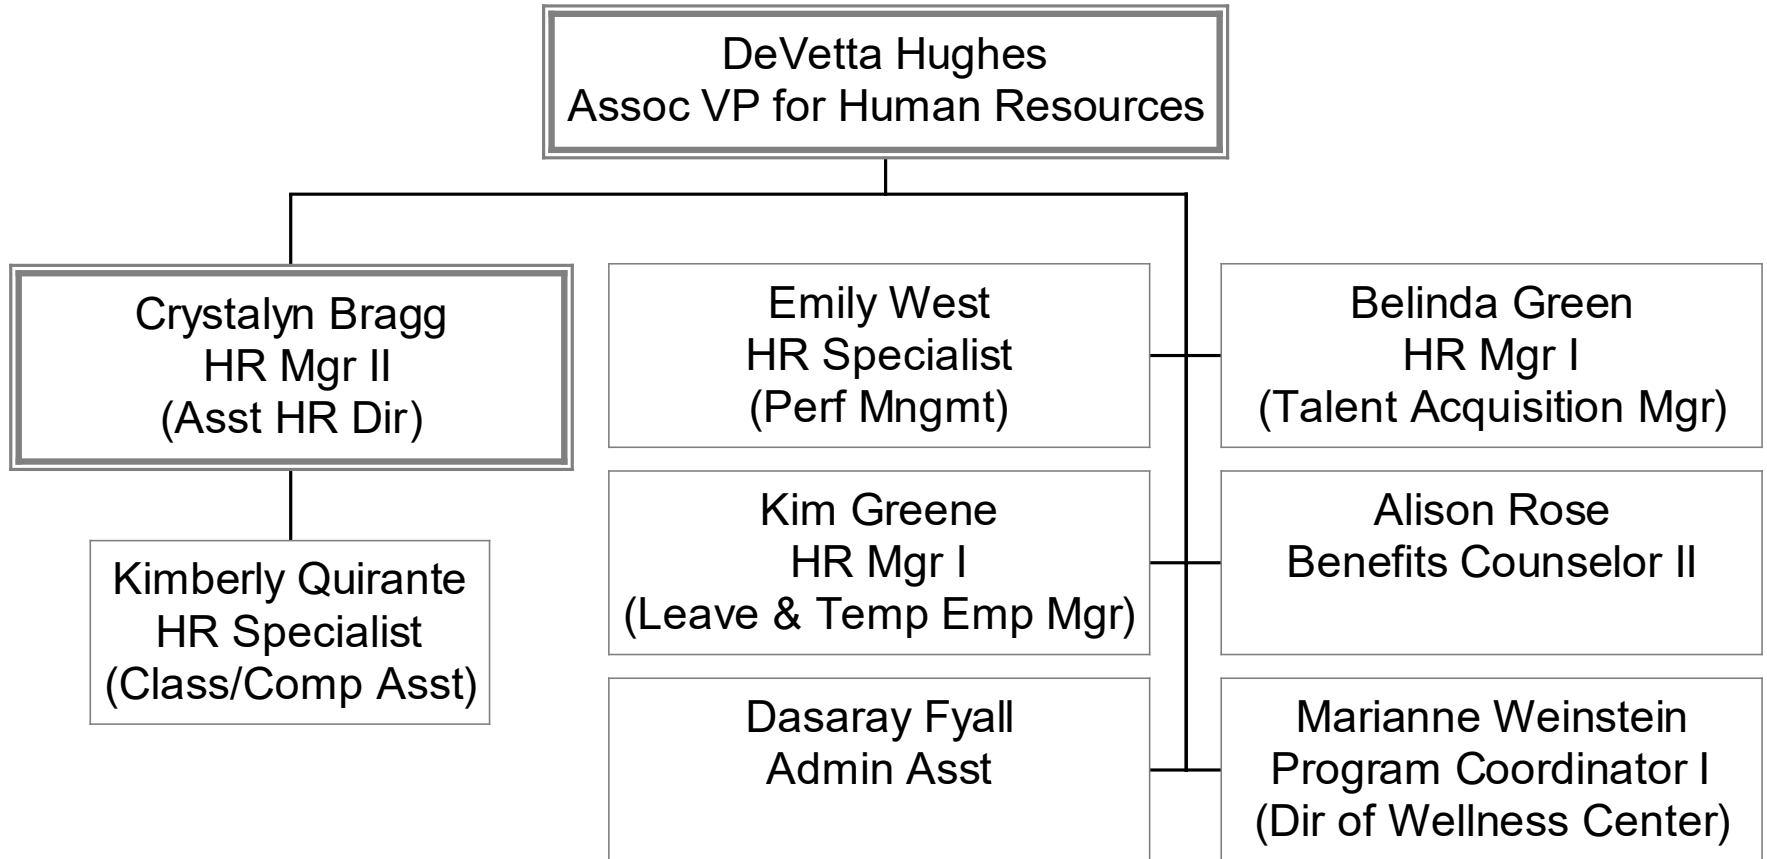 DeVetta Hughes
Assoc VP for Human Resources
Crystalyn Bragg
HR Mgr II
(Asst HR Dir)
Kimberly Quirante
HR Specialist
(Class/Comp Asst)
Emily West
HR Specialist
(Perf Mngmt)
Belinda Green
HR Mgr I
(Talent Acquisition Mgr)
Kim Greene
HR Mgr I
(Leave & Temp Emp Mgr)
Alison Rose
Benefits Counselor II
Dasaray Fyall
Admin Asst
Marianne Weinstein
Program Coordinator I
(Dir of Wellness Center)